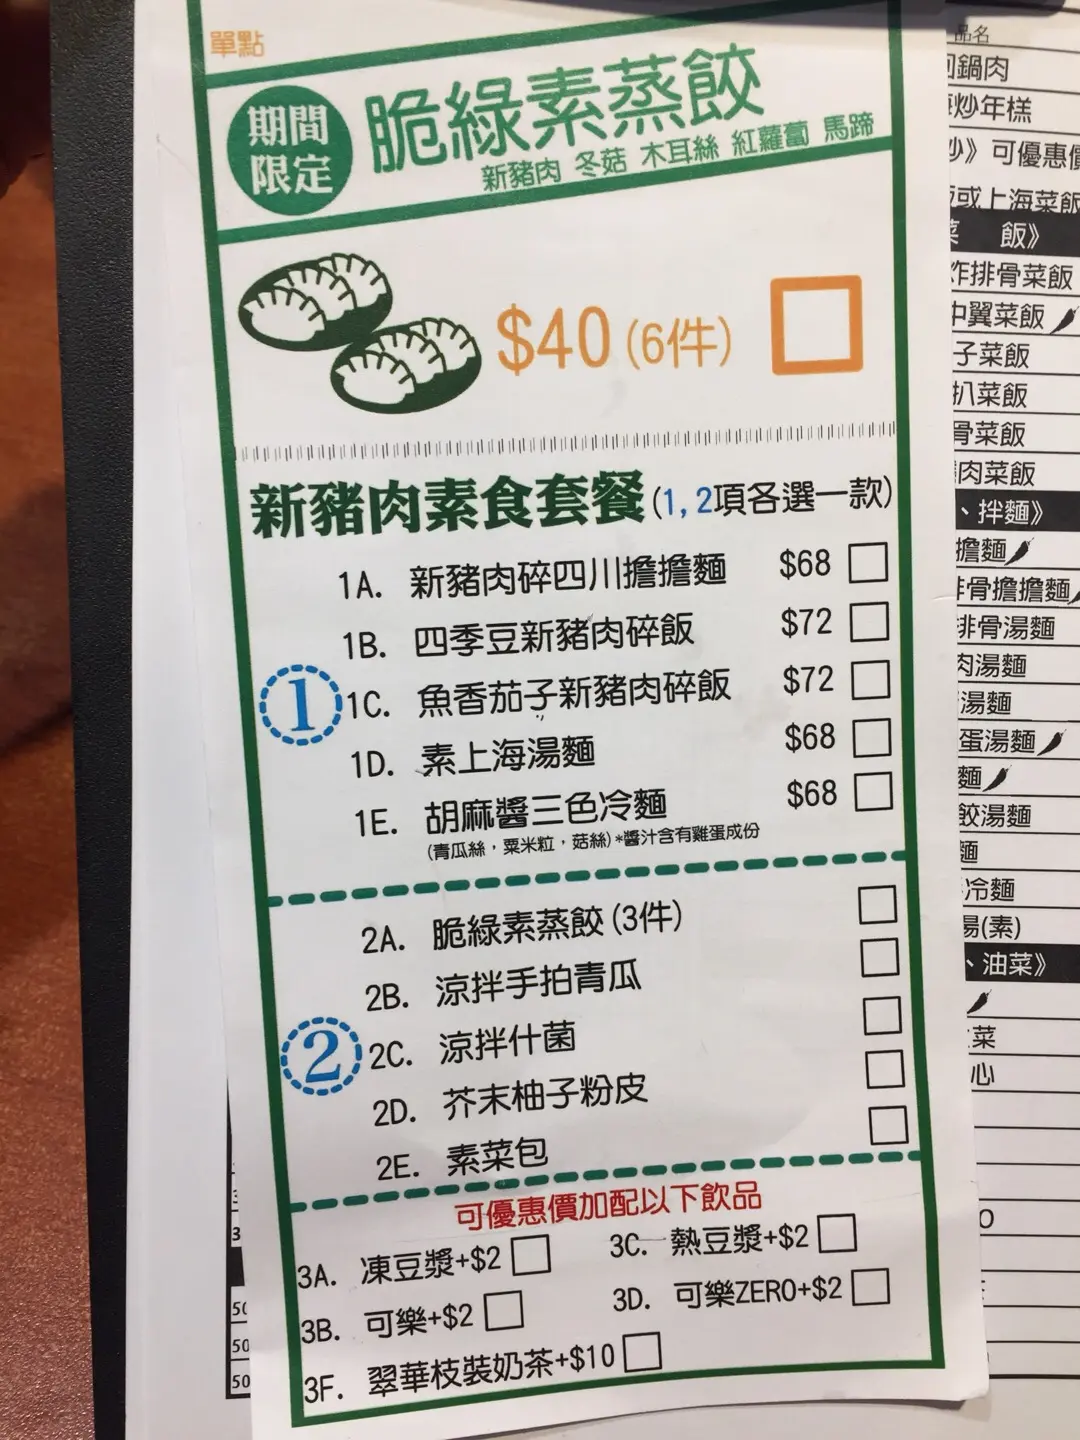 單點
期間
限定
脆綠素蒸餃
新豬肉 冬菇 木耳絲 紅蘿蔔 馬蹄
$40 (6件)
新豬肉素食套餐(1, 2項各選一款)
1
1A. 新豬肉碎四川擔擔麵 $68
1B. 四季豆新豬肉碎飯 $72
1C. 魚香茄子新豬肉碎飯 $72
1D. 素上海湯麵 $68
1E. 胡麻醬三色冷麵 $68
(青瓜絲，粟米粒，菇絲)*醬汁含有雞蛋成份
2
2A. 脆綠素蒸餃(3件)
2B. 涼拌手拍青瓜
2C. 涼拌什菌
2D. 芥末柚子粉皮
2E. 素菜包
可優惠價加配以下飲品
3A. 凍豆漿+$2
3C. 熱豆漿+$2
3B. 可樂+$2
3D. 可樂ZERO+$2
3F. 翠華枝裝奶茶+$10
品名
鍋肉
炒年糕
》可優惠
或上海菜飯
飯》
炸排骨菜飯
中翼菜飯
子菜飯
扒菜飯
骨菜飯
肉菜飯
、拌麵》
擔麵
排骨擔擔麵
排骨湯麵
肉湯麵
湯麵
蛋湯麵
麵
餃湯麵
麵
冷麵
湯(素)
、油菜》
菜
心
3
50
50
50